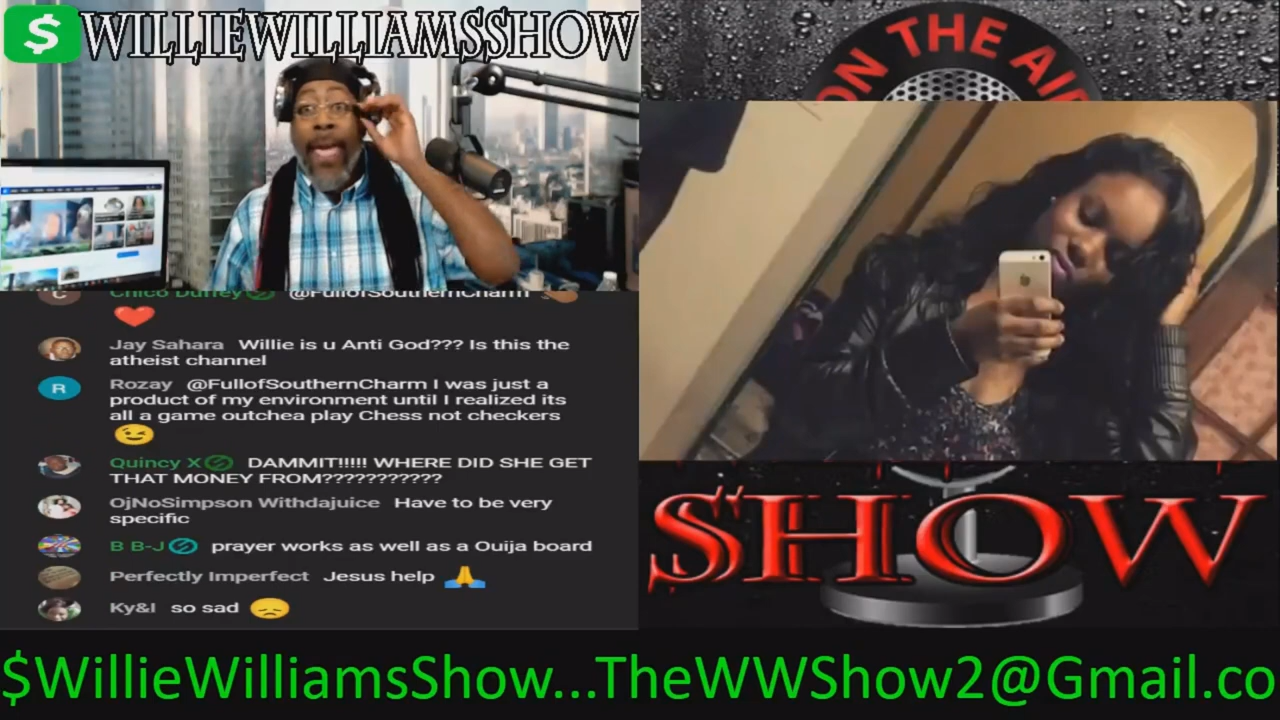 $ WILLIEWILLIAMSSHOW
ON THE AIR
Chico Duffey @FullofSouthernCharm
Jay Sahara Willie is u Anti God??? Is this the
atheist channel
R Rozay @FullofSouthernCharm I was just a
product of my environment until I realized its
all a game outchea play Chess not checkers
Quincy X DAMMIT!!!!! WHERE DID SHE GET
THAT MONEY FROM???????????
OjNoSimpson Withdajuice Have to be very
specific
B B-J prayer works as well as a Ouija board
Perfectly Imperfect Jesus help
Ky&I so sad
SHOW
$WillieWilliamsShow...TheWWShow2@Gmail.co